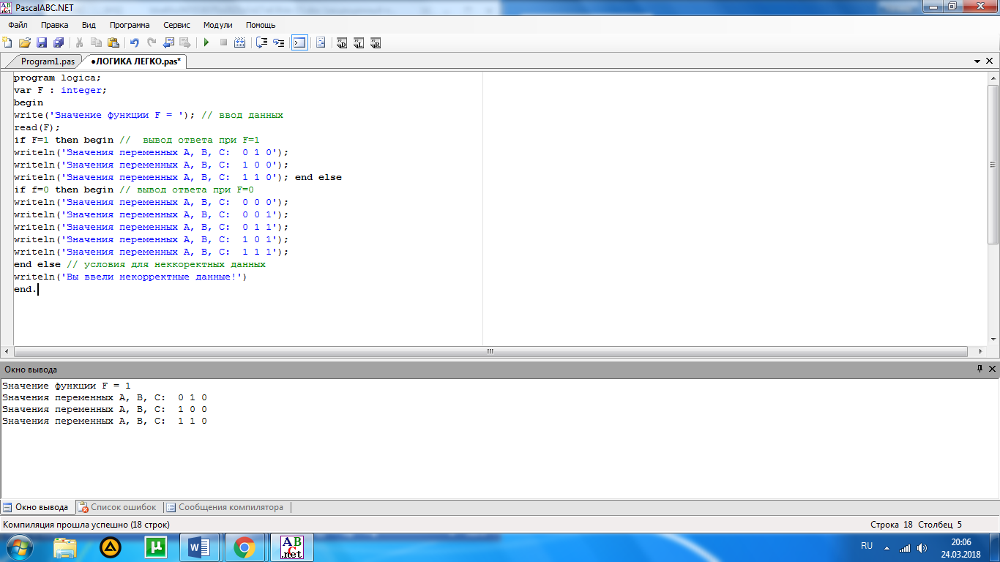 PascalABC.NET
Файл Правка Вид Программа Сервис Модули Помощь
Program1.pas •ЛОГИКА ЛЕГКО.pas*
program logica;
var F : integer;
begin
write('Значение функции F = '); // ввод данных
read(F);
if F=1 then begin //  вывод ответа при F=1
writeln('Значения переменных A, B, C:  0 1 0');
writeln('Значения переменных A, B, C:  1 0 0');
writeln('Значения переменных A, B, C:  1 1 0'); end else
if f=0 then begin // вывод ответа при F=0
writeln('Значения переменных A, B, C:  0 0 0');
writeln('Значения переменных A, B, C:  0 0 1');
writeln('Значения переменных A, B, C:  0 1 1');
writeln('Значения переменных A, B, C:  1 0 1');
writeln('Значения переменных A, B, C:  1 1 1');
end else // условия для неккоректных данных
writeln('Вы ввели некорректные данные!')
end.
Окно вывода
Значение функции F = 1
Значения переменных A, B, C:  0 1 0
Значения переменных A, B, C:  1 0 0
Значения переменных A, B, C:  1 1 0
Окно вывода Список ошибок Сообщения компилятора
Компиляция прошла успешно (18 строк) Строка 18 Столбец 5
RU 20:06
24.03.2018